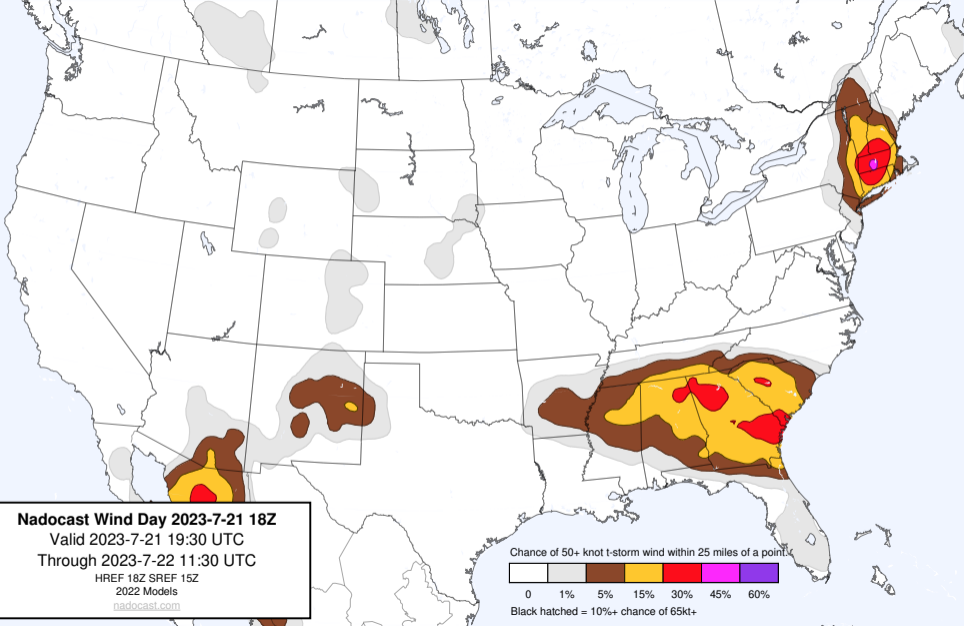 Nadocast Wind Day 2023-7-21 18Z
Valid 2023-7-21 19:30 UTC
Through 2023-7-22 11:30 UTC
HREF 18Z SREF 15Z
2022 Models
nadocast.com
Chance of 50+ knot t-storm wind within 25 miles of a point.
0 1% 5% 15% 30% 45% 60%
Black hatched = 10%+ chance of 65kt+